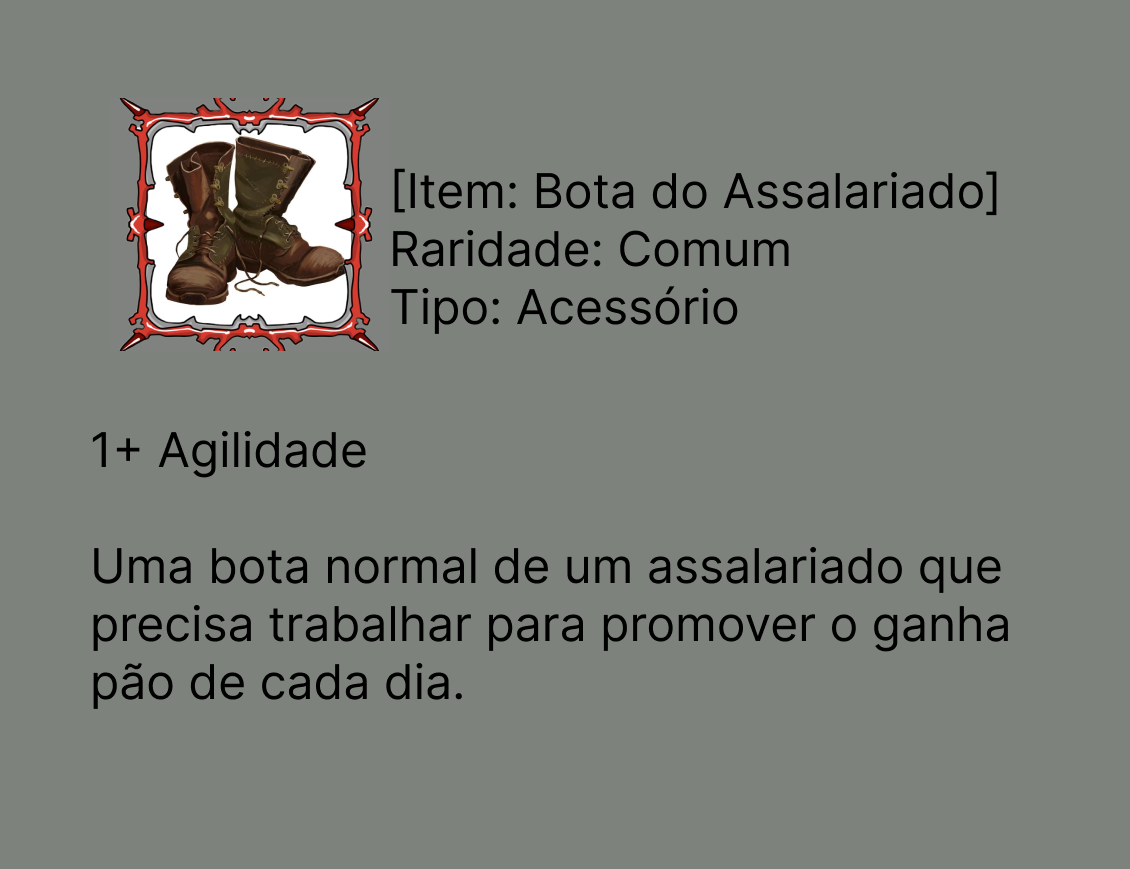 [Item: Bota do Assalariado]
Raridade: Comum
Tipo: Acessório
1+ Agilidade
Uma bota normal de um assalariado que
precisa trabalhar para promover o ganha
pão de cada dia.